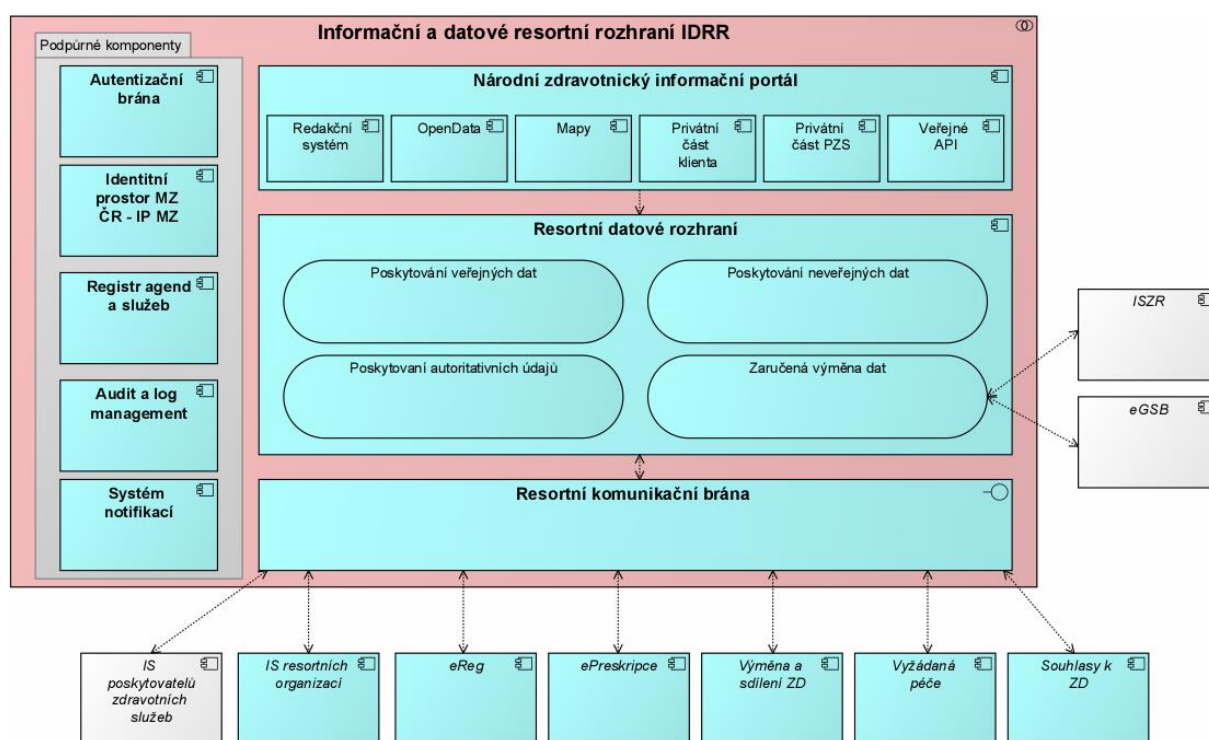 Informační a datové resortní rozhraní IDRR
Podpůrné komponenty
Autentizační
brána
Identitní
prostor MZ
ČR - IP MZ
Registr agend
a služeb
Audit a log
management
Systém
notifikací
Národní zdravotnický informační portál
Redakční
systém
OpenData
Mapy
Privátní
část
klienta
Privátní
část PZS
Veřejné
API
Resortní datové rozhraní
Poskytování veřejných dat
Poskytování neveřejných dat
Poskytovaní autoritativních údajů
Zaručená výměna dat
ISZR
eGSB
Resortní komunikační brána
IS
poskytovatelů
zdravotních
služeb
IS resortních
organizací
eReg
ePreskripce
Výměna a
sdílení ZD
Vyžádaná
péče
Souhlasy k
ZD